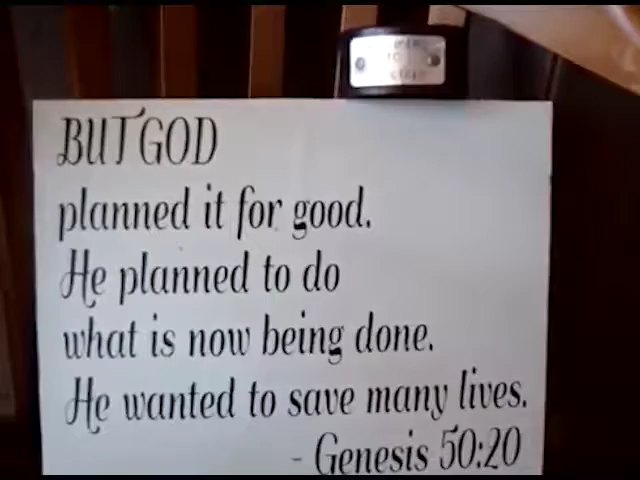 BUT GOD
planned it for good.
He planned to do
what is now being done.
He wanted to save many lives.
- Genesis 50:20